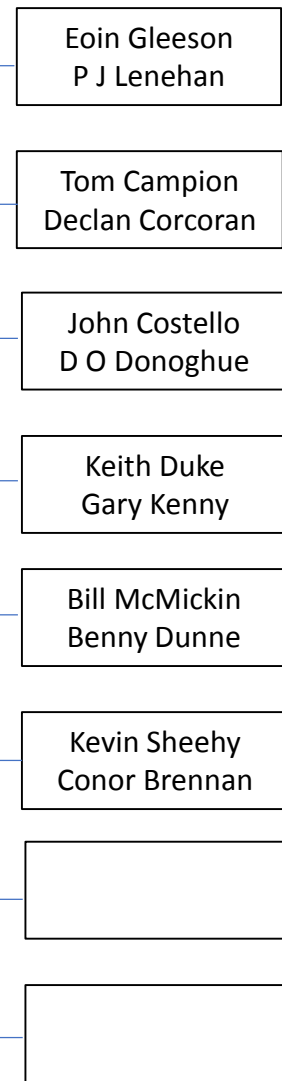 Eoin Gleeson
P J Lenehan
Tom Campion
Declan Corcoran
John Costello
D O Donoghue
Keith Duke
Gary Kenny
Bill McMickin
Benny Dunne
Kevin Sheehy
Conor Brennan